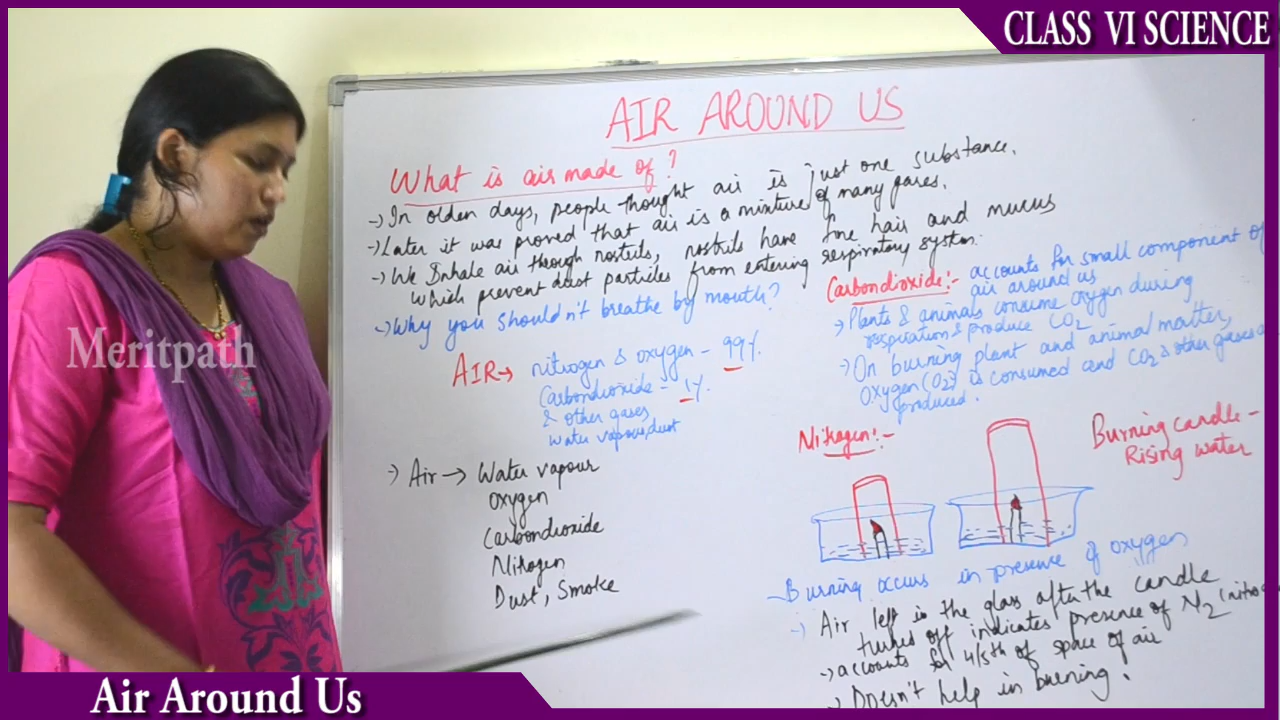 CLASS VI SCIENCE
AIR AROUND US
What is air made of?
→ In olden days, people thought air is just one substance.
→ Later it was proved that air is a mixture of many gases.
→ We Inhale air through nostrils, nostrils have fine hair and mucus
which prevent dust particles from entering respiratory system.
→ Why you shouldn't breathe by mouth?
AIR → nitrogen & oxygen - 99%.
Carbondioxide - 1%.
& other gases
water vapour, dust
→ Air → Water vapour
oxygen
Carbondioxide
Nitrogen
Dust, Smoke
Carbondioxide:- accounts for small component of
air around us
→ Plants & animals consume oxygen during
respiration & produce CO2
→ On burning plant and animal matter,
Oxygen (O2) is consumed and CO2 & other gases
produced.
Nitrogen:-
Burning candle -
Rising water
Burning occurs in presence of oxygen
→ Air left in the glass after the candle
turned off indicates presence of N2 (nitro
→ accounts for 4/5th of space of air
→ Doesn't help in burning.
Meritpath
Air Around Us